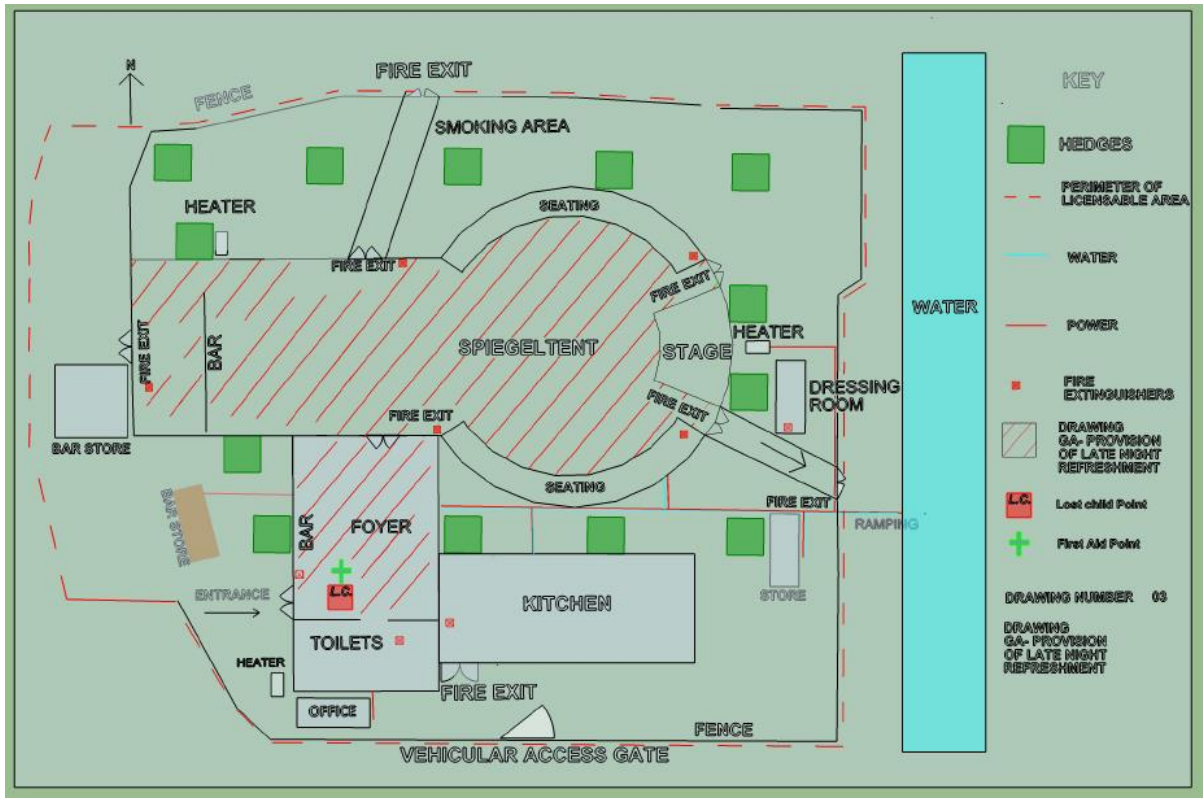 N
FENCE
FIRE EXIT
SMOKING AREA
HEATER
SEATING
FIRE EXIT
FIRE EXIT
FIRE EXIT
BAR
SPIEGELTENT
STAGE
HEATER
DRESSING
ROOM
BAR STORE
FIRE EXIT
FIRE EXIT
SEATING
FIRE EXIT
BAR STORE
BAR
FOYER
RAMPING
L.C.
ENTRANCE
KITCHEN
STORE
TOILETS
HEATER
OFFICE
FIRE EXIT
FENCE
VEHICULAR ACCESS GATE
WATER
KEY
HEDGES
PERIMETER OF
LICENSABLE AREA
WATER
POWER
FIRE
EXTINGUISHERS
DRAWING
GA- PROVISION
OF LATE NIGHT
REFRESHMENT
L.C.
Lost child Point
First Aid Point
DRAWING NUMBER 03
DRAWING
GA- PROVISION
OF LATE NIGHT
REFRESHMENT